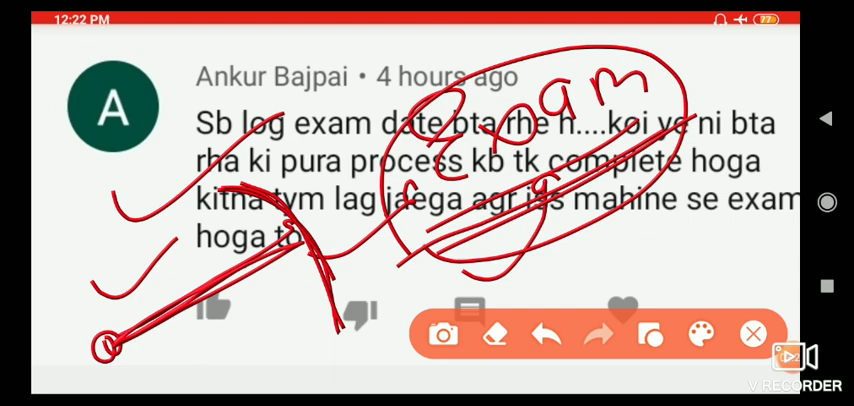 12:22 PM
77
A
Ankur Bajpai • 4 hours ago
Exam
Sb log exam date bta rhe h....koi ye ni bta
rha ki pura process kb tk complete hoga
kitna tym lag jaega agr iss mahine se exam
hoga to
V RECORDER